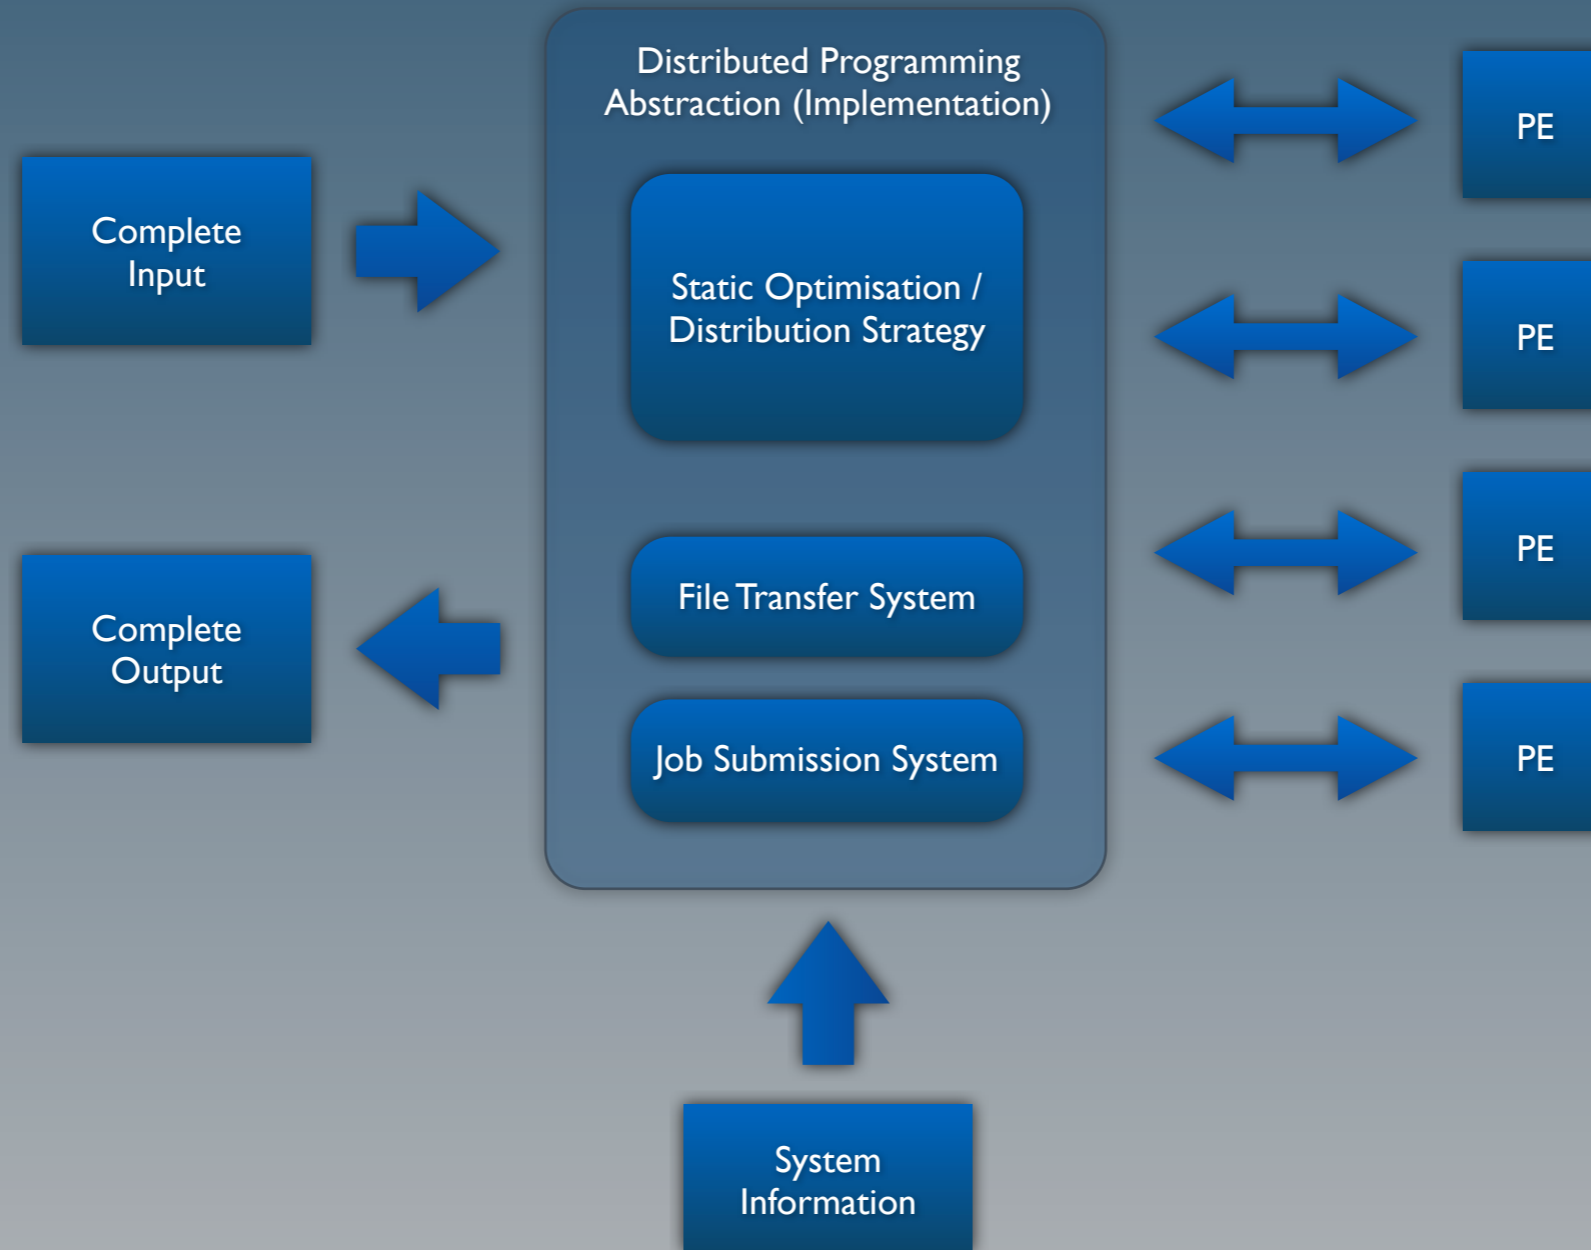 Distributed Programming
Abstraction (Implementation)
Complete
Input
Static Optimisation /
Distribution Strategy
File Transfer System
Job Submission System
Complete
Output
PE
PE
PE
PE
System
Information